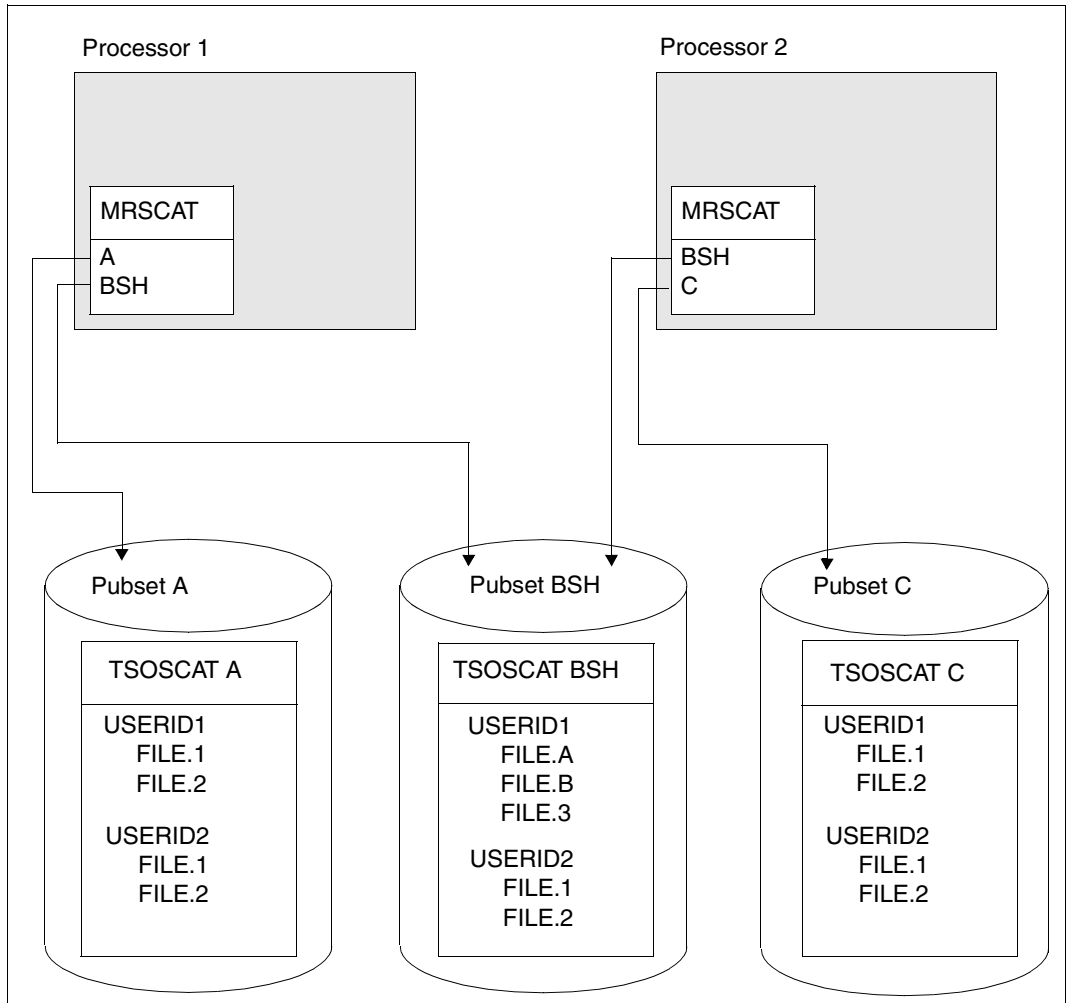 Processor 1
MRSCAT
A
BSH
Processor 2
MRSCAT
BSH
C
Pubset A
TSOSCAT A
USERID1
FILE.1
FILE.2
USERID2
FILE.1
FILE.2
Pubset BSH
TSOSCAT BSH
USERID1
FILE.A
FILE.B
FILE.3
USERID2
FILE.1
FILE.2
Pubset C
TSOSCAT C
USERID1
FILE.1
FILE.2
USERID2
FILE.1
FILE.2